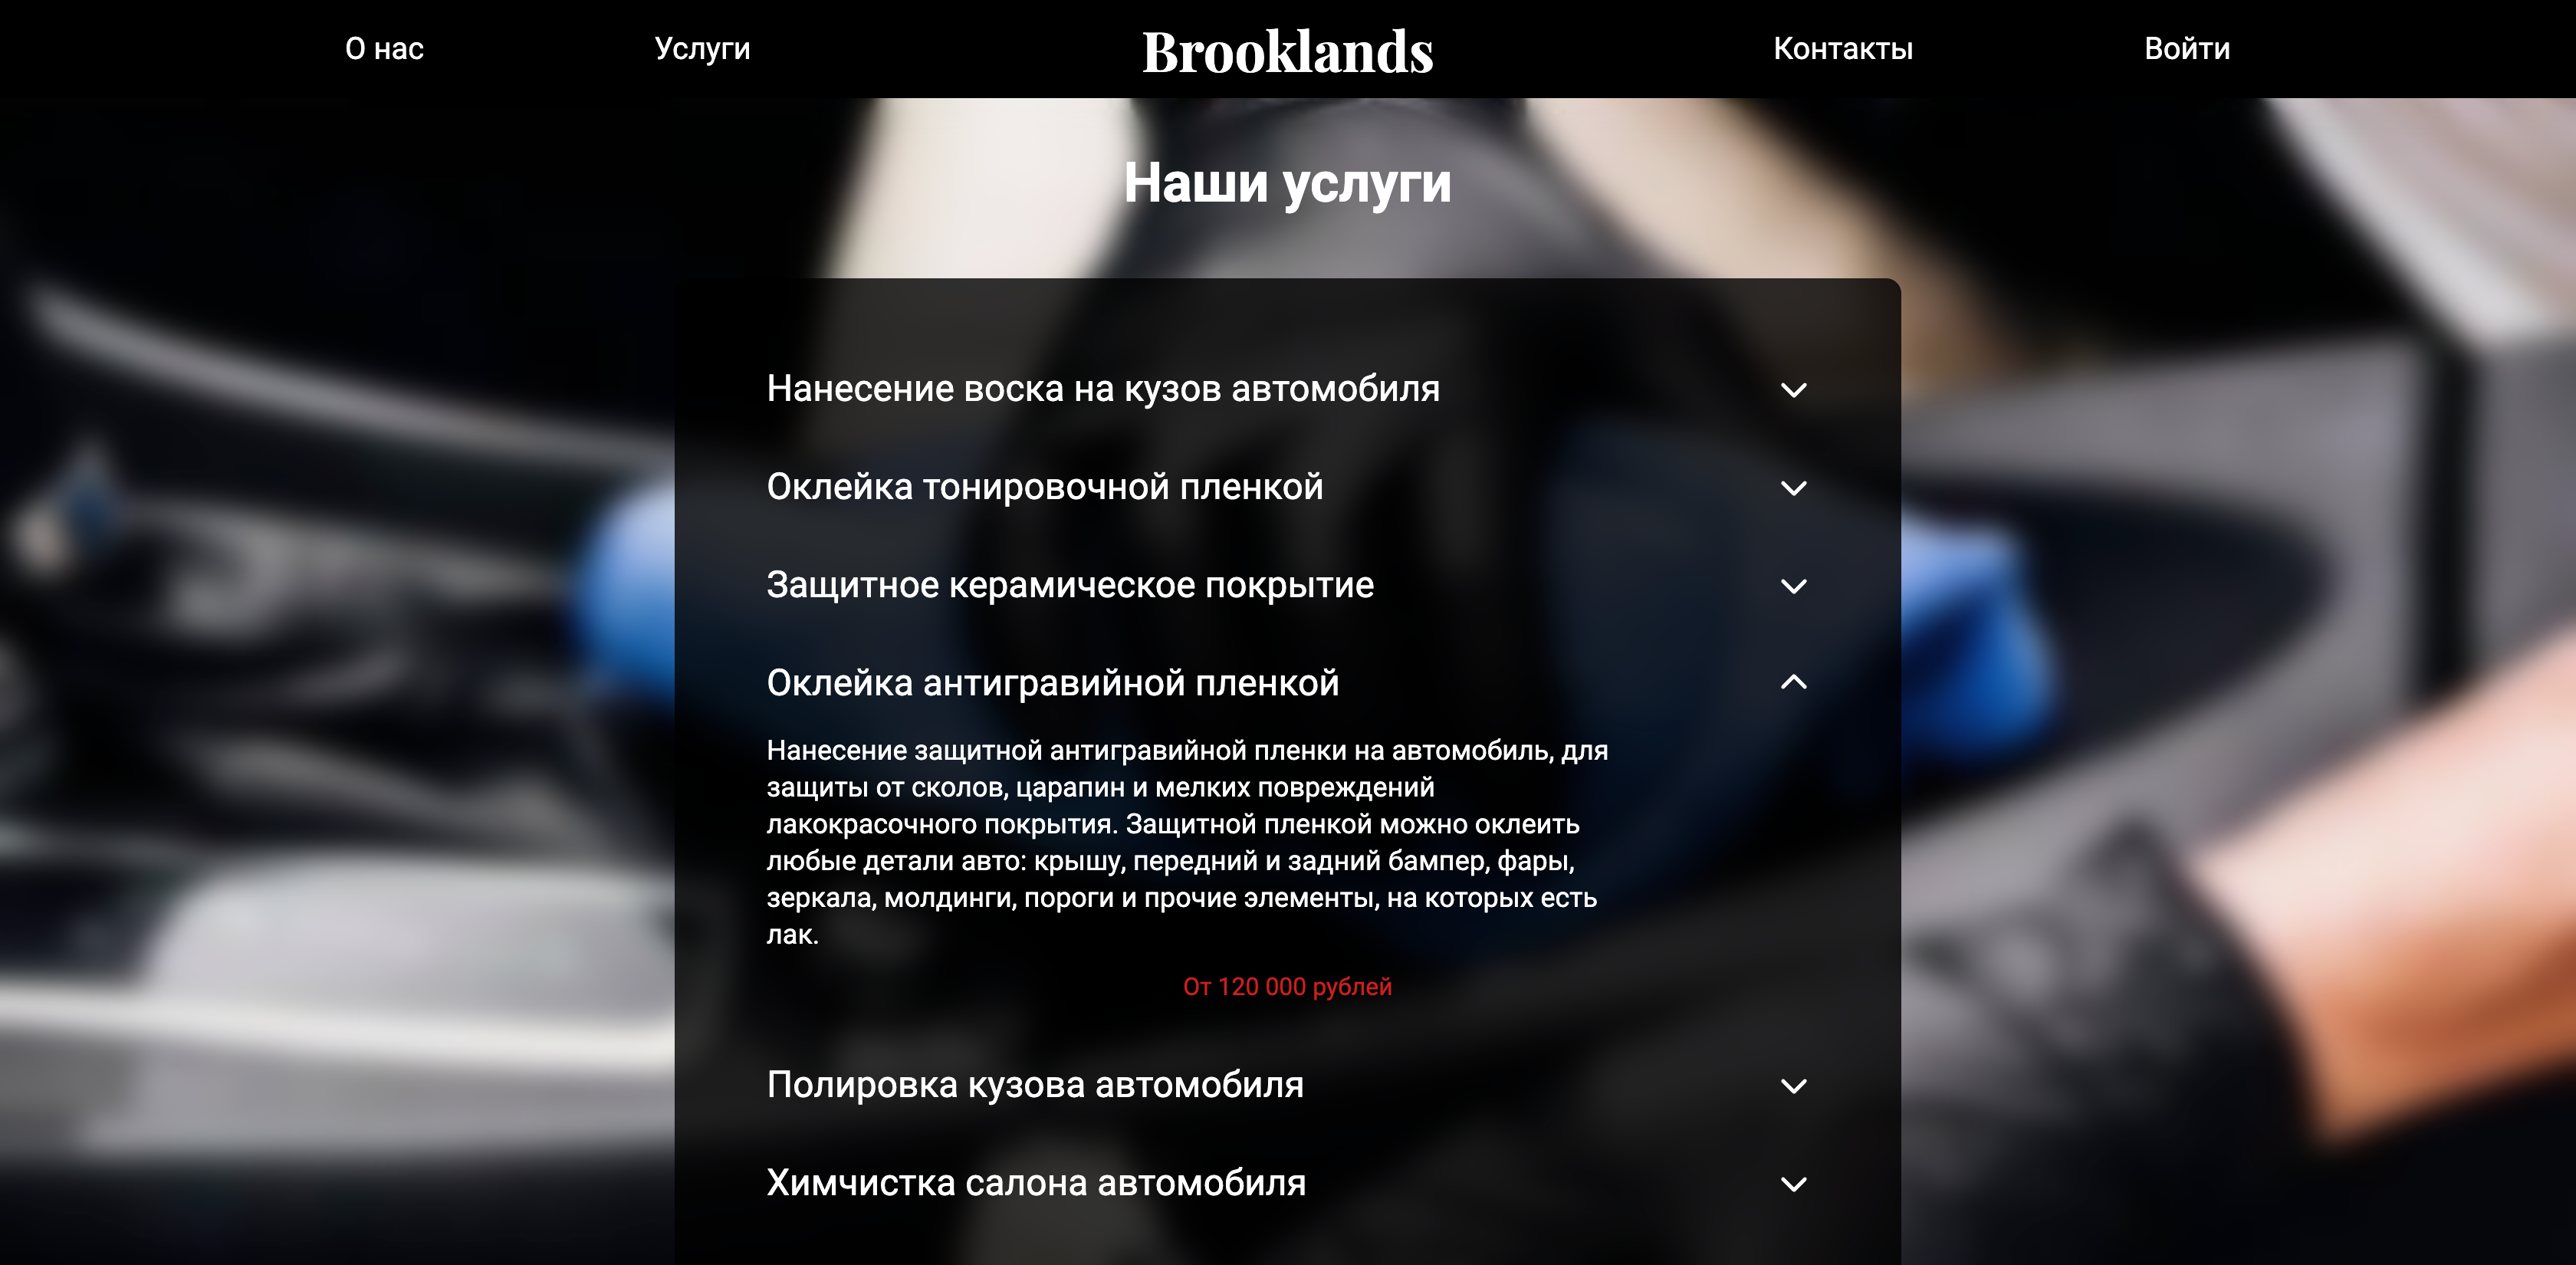 О нас
Услуги
Brooklands
Контакты
Войти
Наши услуги
Нанесение воска на кузов автомобиля
Оклейка тонировочной пленкой
Защитное керамическое покрытие
Оклейка антигравийной пленкой
Нанесение защитной антигравийной пленки на автомобиль, для
защиты от сколов, царапин и мелких повреждений
лакокрасочного покрытия. Защитной пленкой можно оклеить
любые детали авто: крышу, передний и задний бампер, фары,
зеркала, молдинги, пороги и прочие элементы, на которых есть
лак.
От 120 000 рублей
Полировка кузова автомобиля
Химчистка салона автомобиля